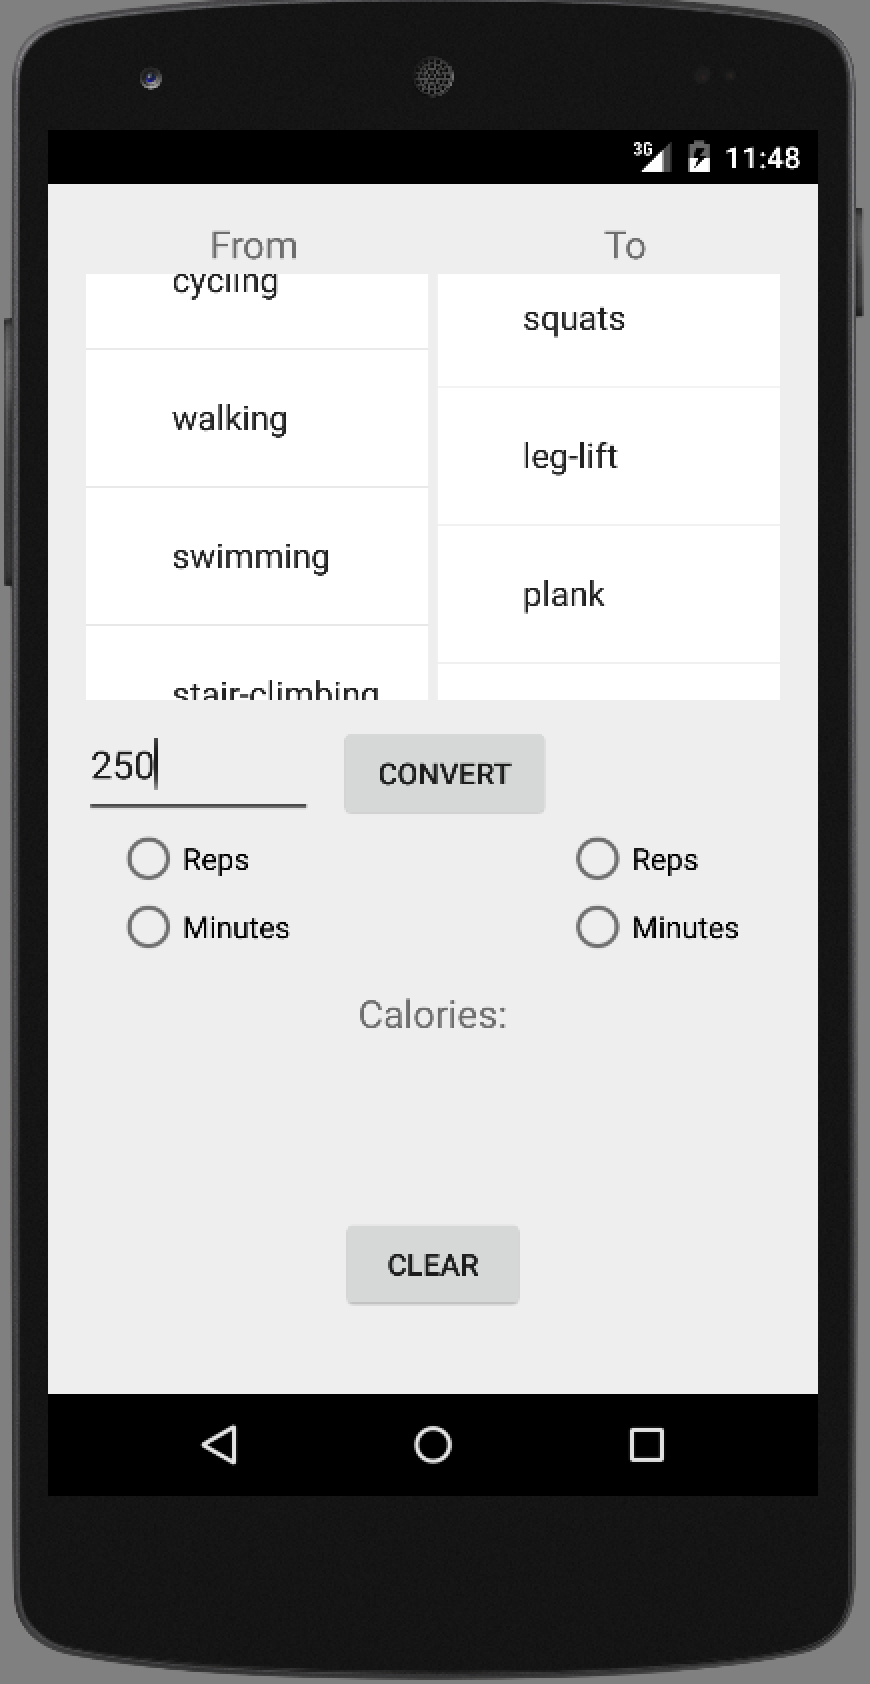 3G 11:48
From To
cycling
squats
walking
leg-lift
swimming
plank
stair-climbing
250 CONVERT
Reps Reps
Minutes Minutes
Calories:
CLEAR